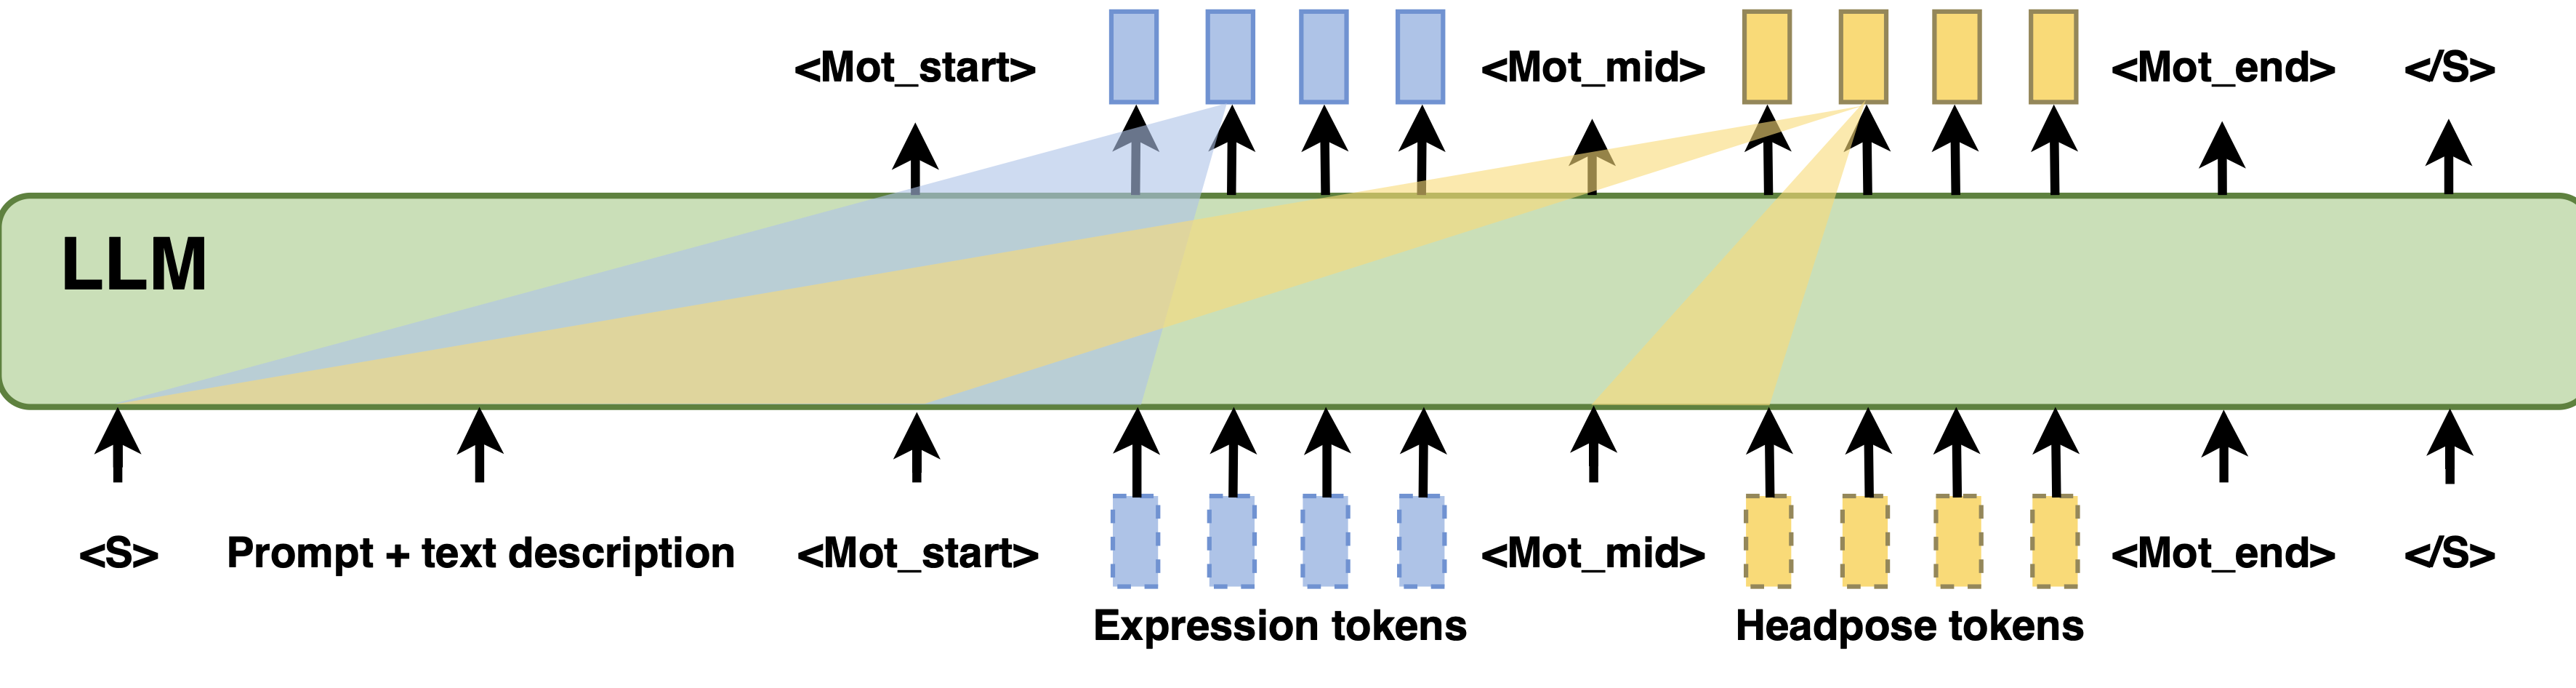 <Mot_start> <Mot_mid> <Mot_end> </S>
LLM
<S> Prompt + text description <Mot_start> <Mot_mid> <Mot_end> </S>
Expression tokens Headpose tokens